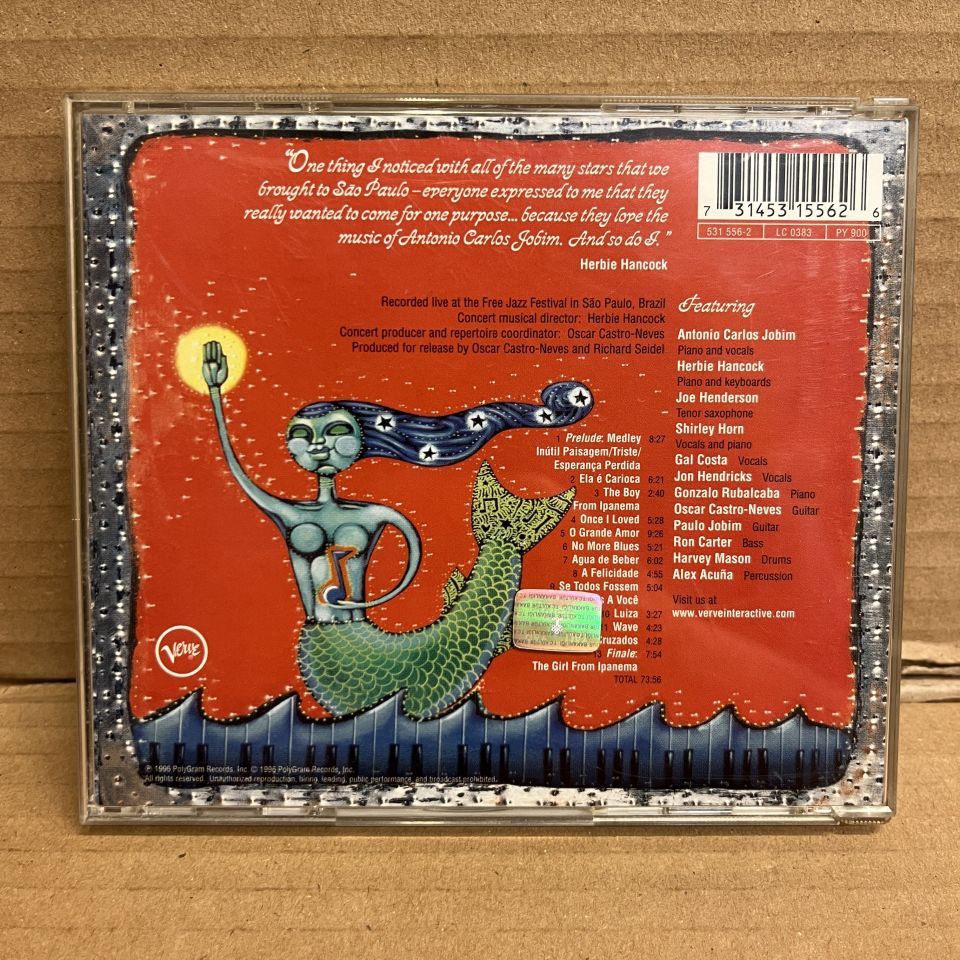 “One thing I noticed with all of the many stars that we
brought to São Paulo – everyone expressed to me that they
really wanted to come for one purpose... because they love the
music of Antonio Carlos Jobim. And so do I.”
Herbie Hancock
7 31453 15562 6
531 556-2 LC 0383 PY 900
Recorded live at the Free Jazz Festival in São Paulo, Brazil
Concert musical director: Herbie Hancock
Concert producer and repertoire coordinator: Oscar Castro-Neves
Produced for release by Oscar Castro-Neves and Richard Seidel
1 Prelude: Medley 8:27
Inútil Paisagem/Triste/
Esperança Perdida
2 Ela é Carioca 6:21
3 The Boy 2:40
From Ipanema
4 Once I Loved 5:28
5 O Grande Amor 9:26
6 No More Blues 5:21
7 Agua de Beber 6:02
8 A Felicidade 4:55
9 Se Todos Fossem 5:04
A Você
Luiza 3:27
11 Wave 4:23
4:28
13 Finale: 7:54
The Girl From Ipanema
TOTAL 73:56
Featuring
Antonio Carlos Jobim
Piano and vocals
Herbie Hancock
Piano and keyboards
Joe Henderson
Tenor saxophone
Shirley Horn
Vocals and piano
Gal Costa Vocals
Jon Hendricks Vocals
Gonzalo Rubalcaba Piano
Oscar Castro-Neves Guitar
Paulo Jobim Guitar
Ron Carter Bass
Harvey Mason Drums
Alex Acuña Percussion
Visit us at
www.verveinteractive.com
Verve
℗ 1996 PolyGram Records, Inc. © 1996 PolyGram Records, Inc.
All rights reserved. Unauthorized reproduction, hiring, lending, public performance, and broadcast prohibited.